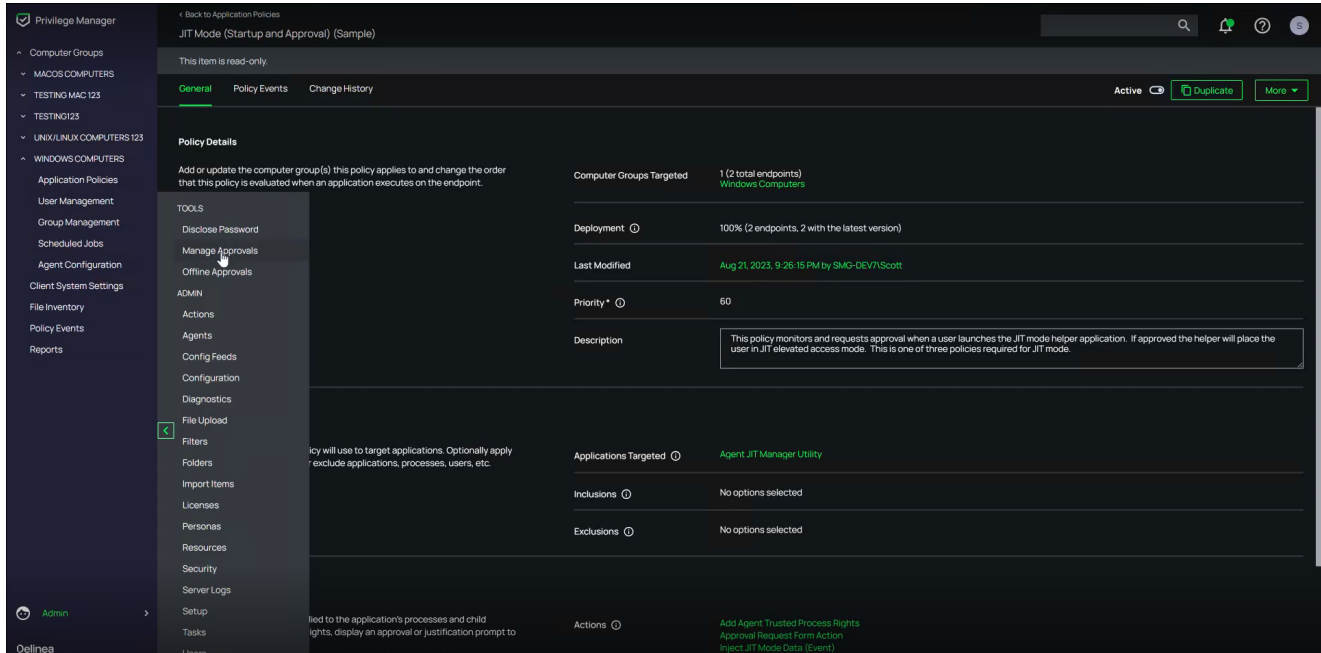 Privilege Manager
Computer Groups
MACOS COMPUTERS
TESTING MAC 123
TESTING123
UNIX/LINUX COMPUTERS 123
WINDOWS COMPUTERS
Application Policies
User Management
Group Management
Scheduled Jobs
Agent Configuration
Client System Settings
File Inventory
Policy Events
Reports
Admin
Delinea
TOOLS
Disclose Password
Manage Approvals
Offline Approvals
ADMIN
Actions
Agents
Config Feeds
Configuration
Diagnostics
File Upload
Filters
Folders
Import Items
Licenses
Personas
Resources
Security
Server Logs
Setup
Tasks
Users
Back to Application Policies
JIT Mode (Startup and Approval) (Sample)
S
This item is read-only.
General Policy Events Change History
Active Duplicate More
Policy Details
Add or update the computer group(s) this policy applies to and change the order
that this policy is evaluated when an application executes on the endpoint.
Computer Groups Targeted 1 (2 total endpoints)
Windows Computers
Deployment 100% (2 endpoints, 2 with the latest version)
Last Modified Aug 21, 2023, 9:26:15 PM by SMG-DEV7\Scott
Priority* 60
Description This policy monitors and requests approval when a user launches the JIT mode helper application. If approved the helper will place the
user in JIT elevated access mode. This is one of three policies required for JIT mode.
icy will use to target applications. Optionally apply
r exclude applications, processes, users, etc.
Applications Targeted Agent JIT Manager Utility
Inclusions No options selected
Exclusions No options selected
lied to the application's processes and child
ights, display an approval or justification prompt to
Actions Add Agent Trusted Process Rights
Approval Request Form Action
Inject JIT Mode Data (Event)